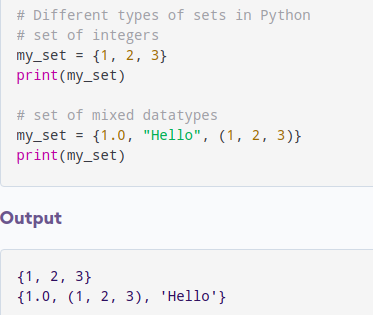 # Different types of sets in Python
# set of integers
my_set = {1, 2, 3}
print(my_set)
# set of mixed datatypes
my_set = {1.0, "Hello", (1, 2, 3)}
print(my_set)
Output
{1, 2, 3}
{1.0, (1, 2, 3), 'Hello'}